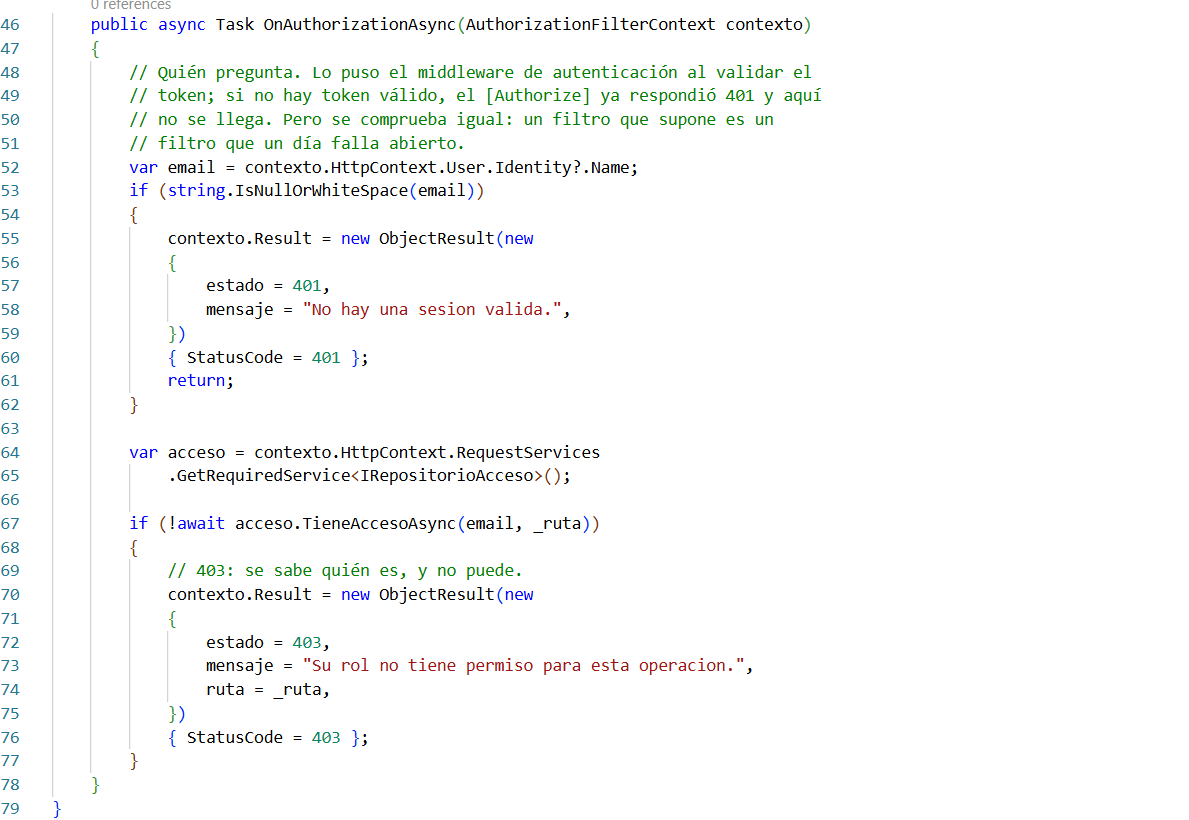 0 references
46 public async Task OnAuthorizationAsync(AuthorizationFilterContext contexto)
47 {
48 // Quién pregunta. Lo puso el middleware de autenticación al validar el
49 // token; si no hay token válido, el [Authorize] ya respondió 401 y aquí
50 // no se llega. Pero se comprueba igual: un filtro que supone es un
51 // filtro que un día falla abierto.
52 var email = contexto.HttpContext.User.Identity?.Name;
53 if (string.IsNullOrWhiteSpace(email))
54 {
55 contexto.Result = new ObjectResult(new
56 {
57 estado = 401,
58 mensaje = "No hay una sesion valida.",
59 })
60 { StatusCode = 401 };
61 return;
62 }
63
64 var acceso = contexto.HttpContext.RequestServices
65 .GetRequiredService<IRepositorioAcceso>();
66
67 if (!await acceso.TieneAccesoAsync(email, _ruta))
68 {
69 // 403: se sabe quién es, y no puede.
70 contexto.Result = new ObjectResult(new
71 {
72 estado = 403,
73 mensaje = "Su rol no tiene permiso para esta operacion.",
74 ruta = _ruta,
75 })
76 { StatusCode = 403 };
77 }
78 }
79 }